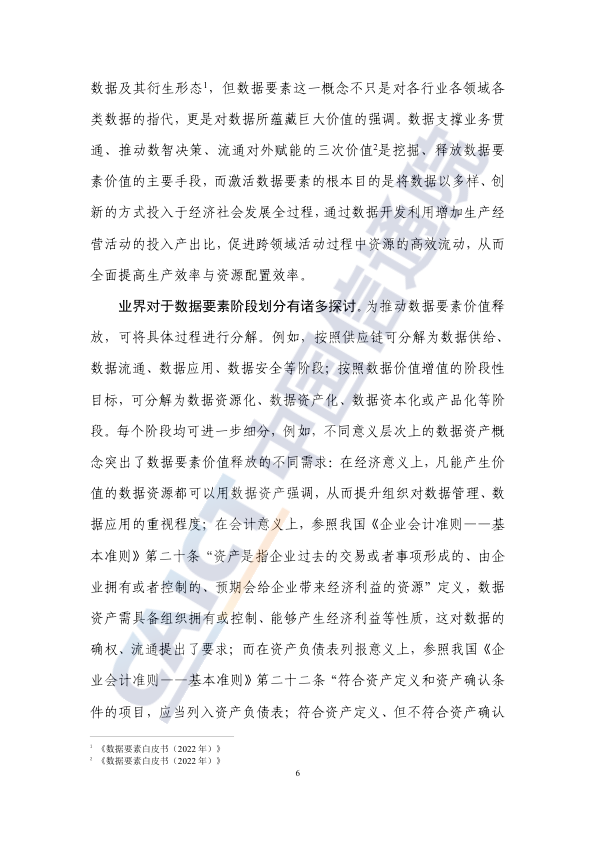 数据及其衍生形态1，但数据要素这一概念不只是对各行业各领域各
类数据的指代，更是对数据所蕴藏巨大价值的强调。数据支撑业务贯
通、推动数智决策、流通对外赋能的三次价值2是挖掘、释放数据要
素价值的主要手段，而激活数据要素的根本目的是将数据以多样、创
新的方式投入于经济社会发展全过程，通过数据开发利用增加生产经
营活动的投入产出比，促进跨领域活动过程中资源的高效流动，从而
全面提高生产效率与资源配置效率。
业界对于数据要素阶段划分有诸多探讨。为推动数据要素价值释
放，可将具体过程进行分解。例如，按照供应链可分解为数据供给、
数据流通、数据应用、数据安全等阶段；按照数据价值增值的阶段性
目标，可分解为数据资源化、数据资产化、数据资本化或产品化等阶
段。每个阶段均可进一步细分，例如，不同意义层次上的数据资产概
念突出了数据要素价值释放的不同需求：在经济意义上，凡能产生价
值的数据资源都可以用数据资产强调，从而提升组织对数据管理、数
据应用的重视程度；在会计意义上，参照我国《企业会计准则——基
本准则》第二十条“资产是指企业过去的交易或者事项形成的、由企
业拥有或者控制的、预期会给企业带来经济利益的资源”定义，数据
资产需具备组织拥有或控制、能够产生经济利益等性质，这对数据的
确权、流通提出了要求；而在资产负债表列报意义上，参照我国《企
业会计准则——基本准则》第二十二条“符合资产定义和资产确认条
件的项目，应当列入资产负债表；符合资产定义、但不符合资产确认
1 《数据要素白皮书（2022 年）》
2 《数据要素白皮书（2022 年）》
6
CAICT 中国信通院